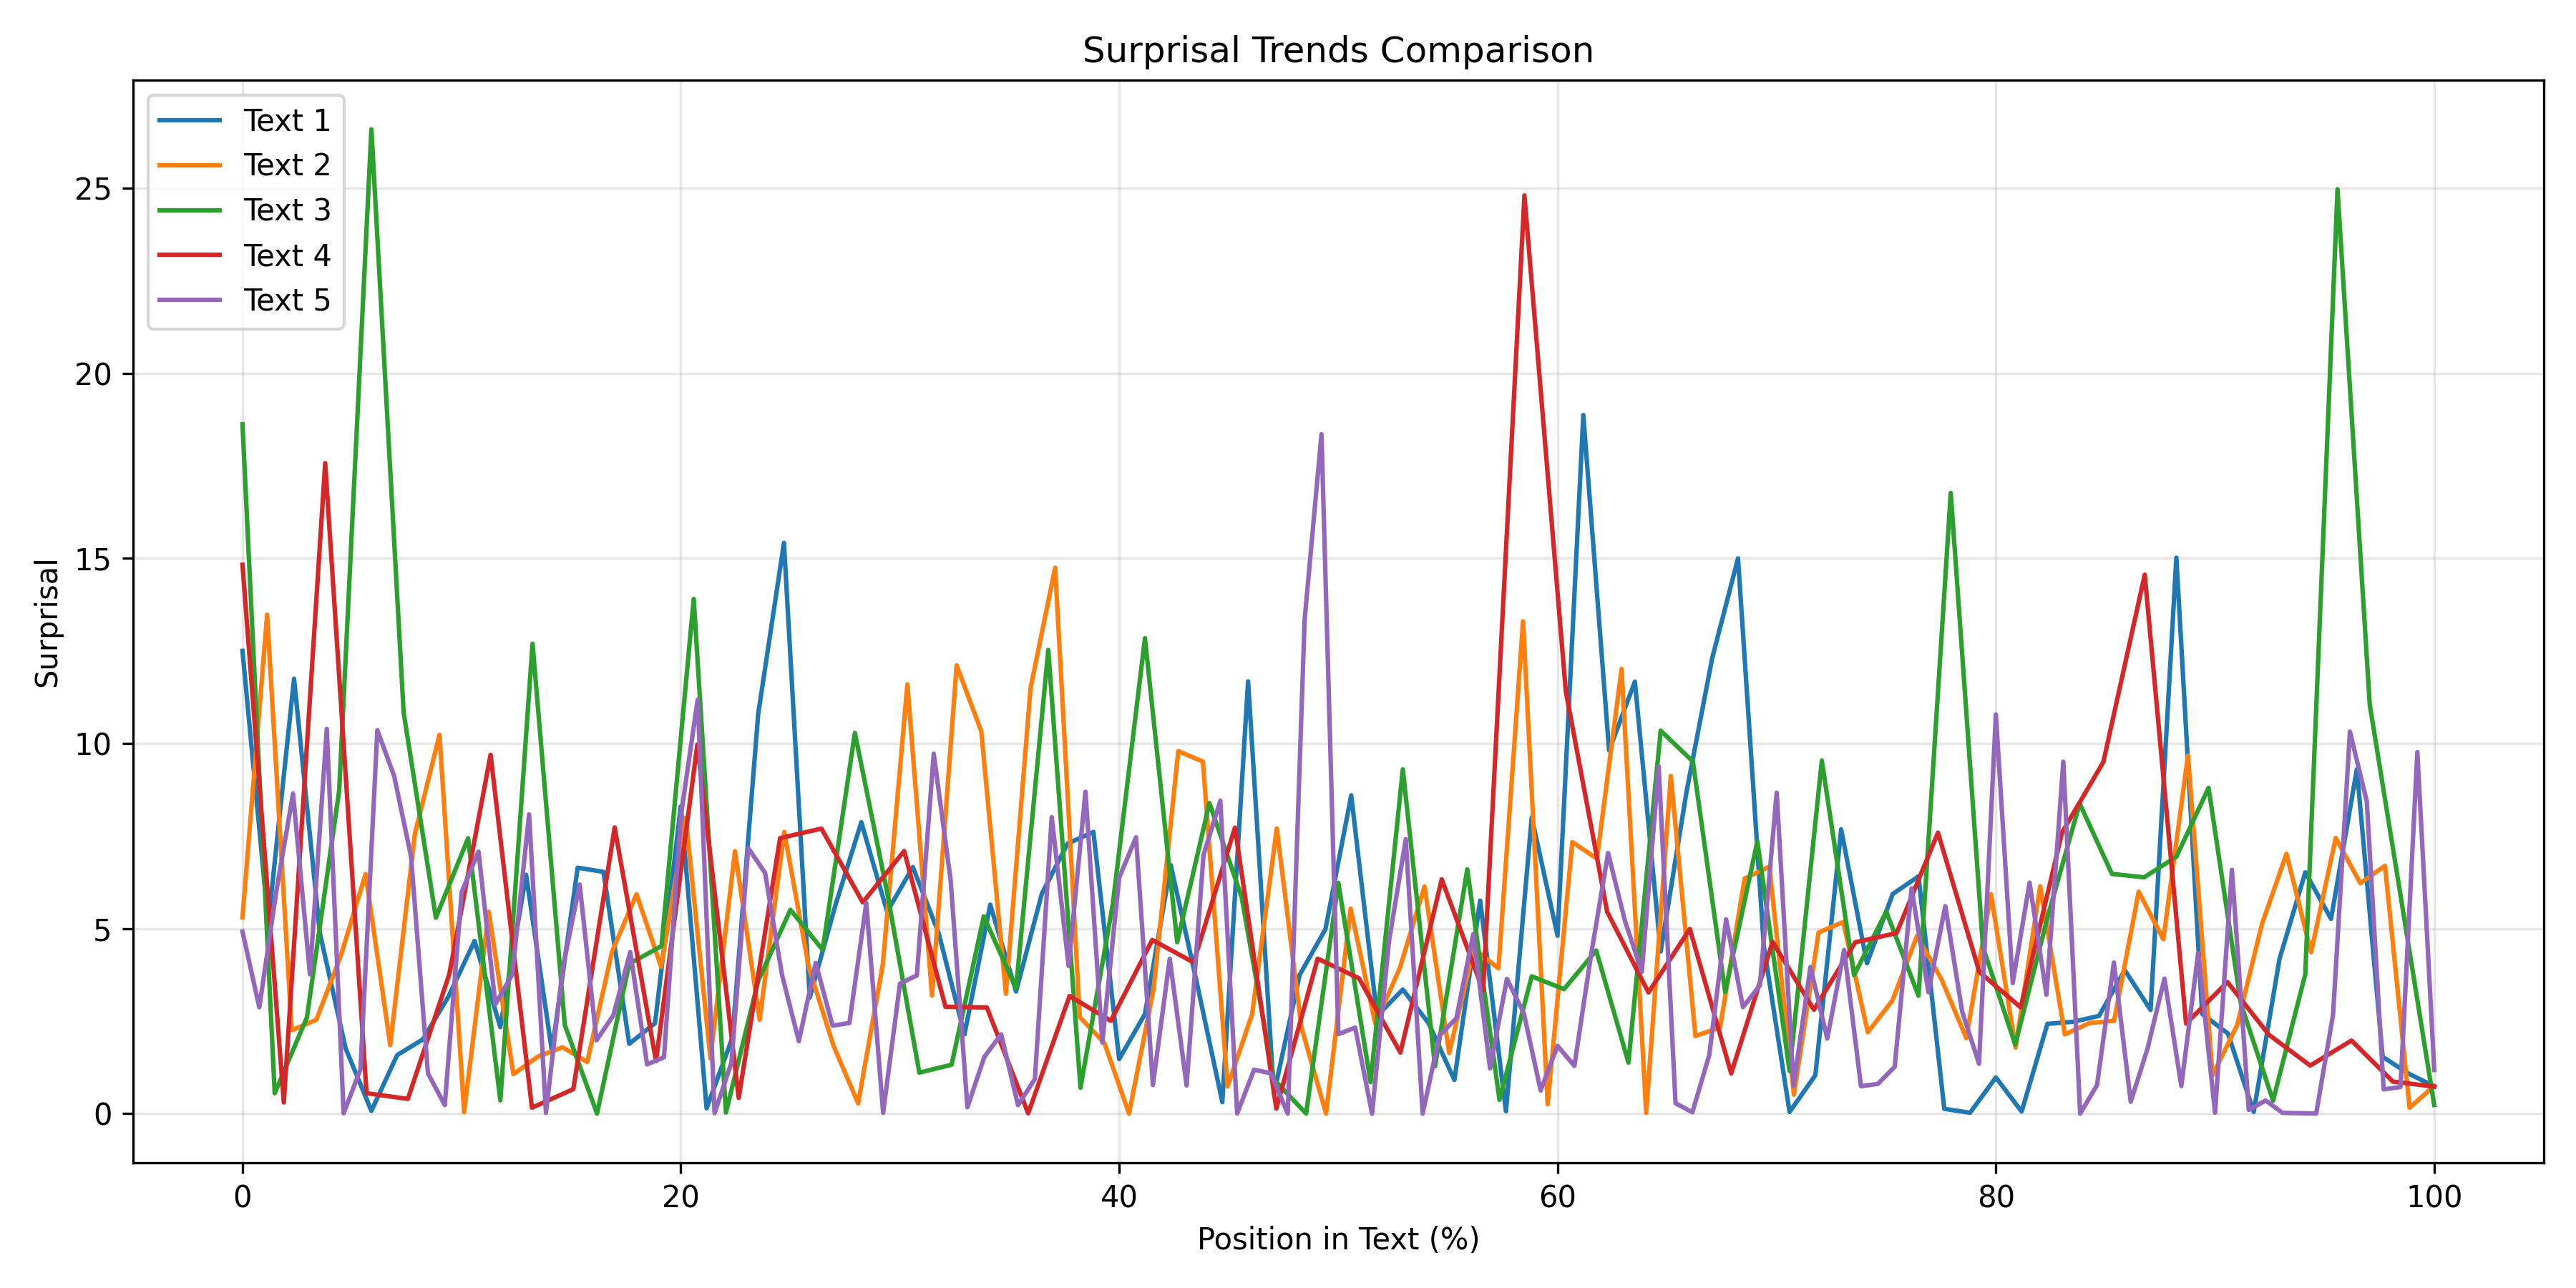 Surprisal Trends Comparison
Text 1
Text 2
Text 3
Text 4
Text 5
25
20
15
10
5
0
Surprisal
0 20 40 60 80 100
Position in Text (%)